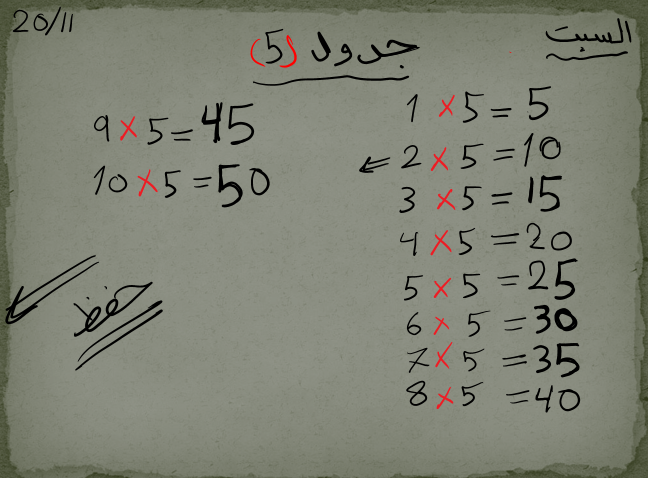 السبت
20/11
جدول (5)
1 × 5 = 5
2 × 5 = 10
3 × 5 = 15
4 × 5 = 20
5 × 5 = 25
6 × 5 = 30
7 × 5 = 35
8 × 5 = 40
9 × 5 = 45
10 × 5 = 50
حفظ